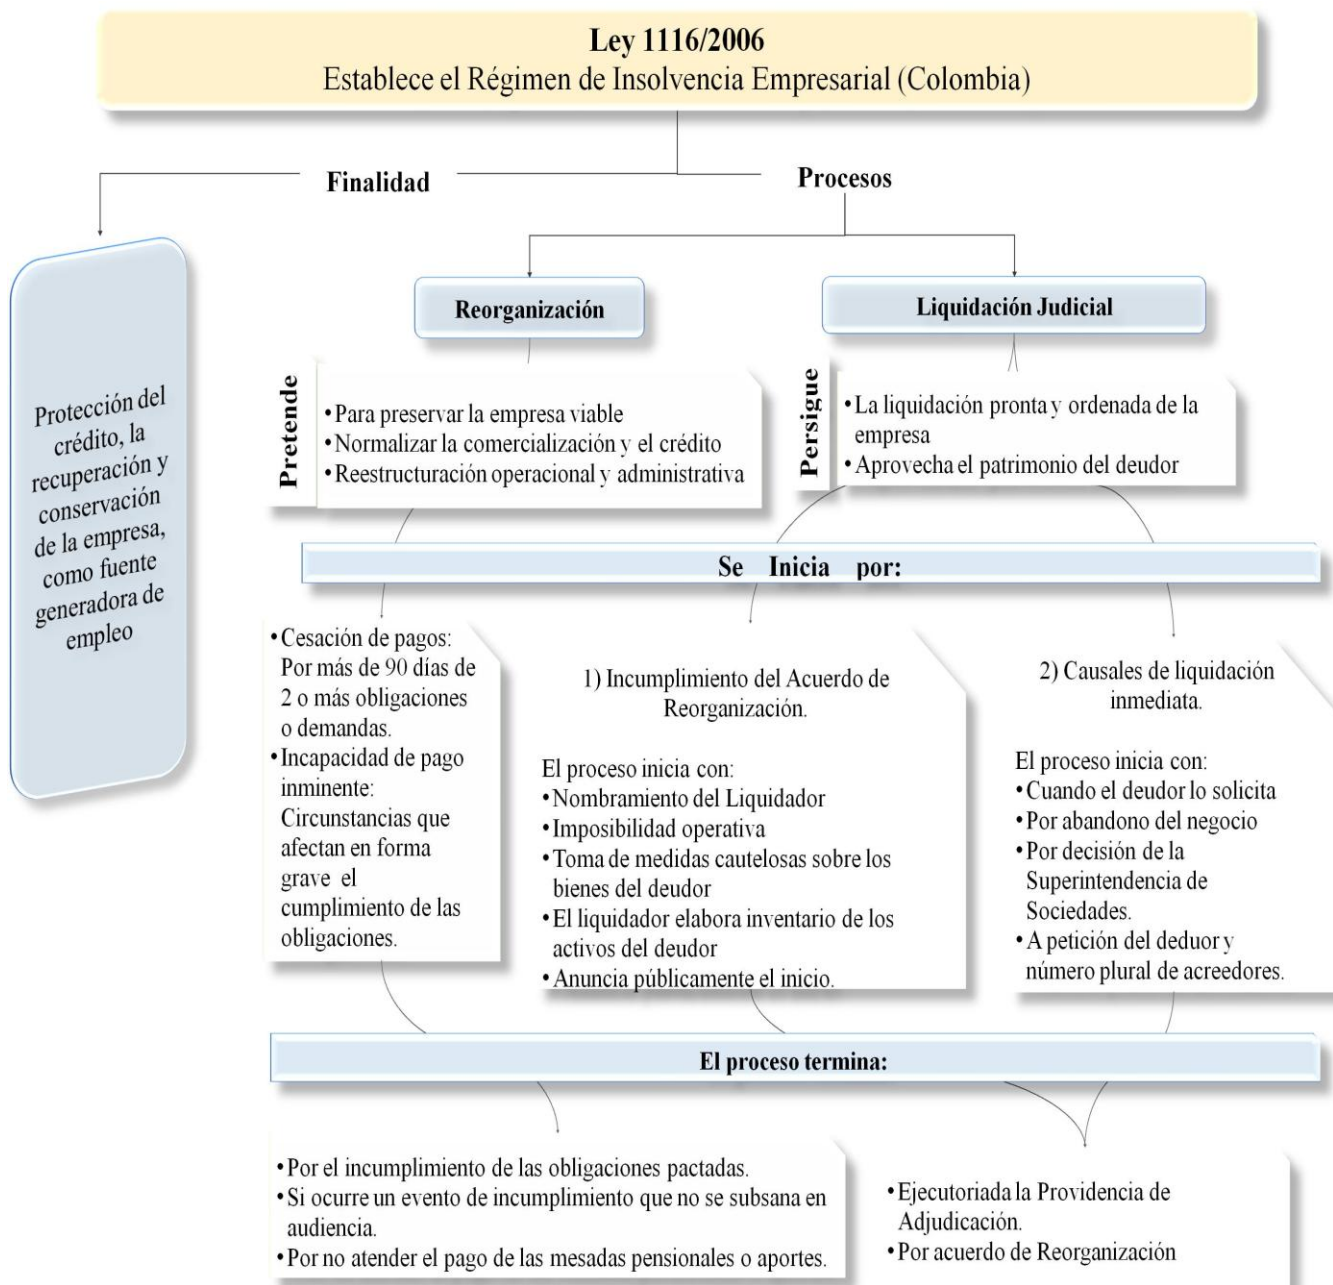 Ley 1116/2006
Establece el Régimen de Insolvencia Empresarial (Colombia)
Finalidad
Procesos
Protección del
crédito, la
recuperación y
conservación
de la empresa,
como fuente
generadora de
empleo
Reorganización
Liquidación Judicial
Pretende
•Para preservar la empresa viable
•Normalizar la comercialización y el crédito
•Reestructuración operacional y administrativa
Persigue
•La liquidación pronta y ordenada de la
empresa
•Aprovecha el patrimonio del deudor
Se Inicia por:
•Cesación de pagos:
Por más de 90 días de
2 o más obligaciones
o demandas.
•Incapacidad de pago
inminente:
Circunstancias que
afectan en forma
grave el
cumplimiento de las
obligaciones.
1) Incumplimiento del Acuerdo de
Reorganización.
El proceso inicia con:
•Nombramiento del Liquidador
•Imposibilidad operativa
•Toma de medidas cautelosas sobre los
bienes del deudor
•El liquidador elabora inventario de los
activos del deudor
•Anuncia públicamente el inicio.
2) Causales de liquidación
inmediata.
El proceso inicia con:
•Cuando el deudor lo solicita
•Por abandono del negocio
•Por decisión de la
Superintendencia de
Sociedades.
•A petición del deduor y
número plural de acreedores.
El proceso termina:
•Por el incumplimiento de las obligaciones pactadas.
•Si ocurre un evento de incumplimiento que no se subsana en
audiencia.
•Por no atender el pago de las mesadas pensionales o aportes.
•Ejecutoriada la Providencia de
Adjudicación.
•Por acuerdo de Reorganización